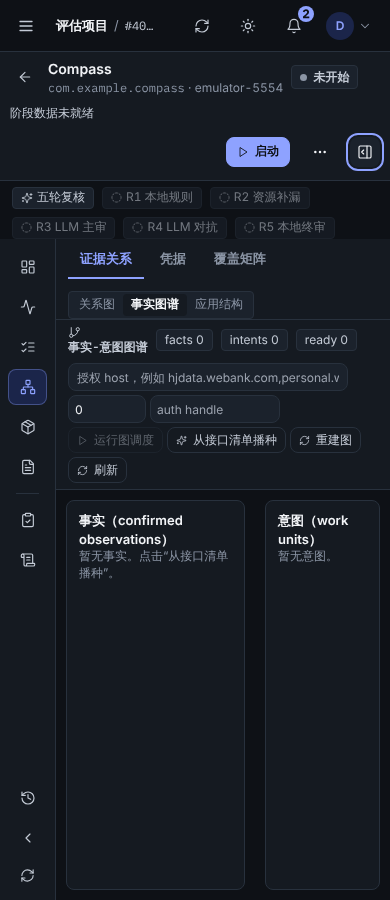 评估项目 / #40…
2
D
Compass
com.example.compass · emulator-5554
未开始
阶段数据未就绪
启动
五轮复核
R1 本地规则
R2 资源补漏
R3 LLM 主审
R4 LLM 对抗
R5 本地终审
证据关系
凭据
覆盖矩阵
关系图
事实图谱
应用结构
事实-意图图谱
facts 0
intents 0
ready 0
授权 host，例如 hjdata.webank.com,personal.w
0
auth handle
运行图调度
从接口清单播种
重建图
刷新
事实（confirmed
observations）
暂无事实。点击“从接口清单
播种”。
意图（work
units）
暂无意图。